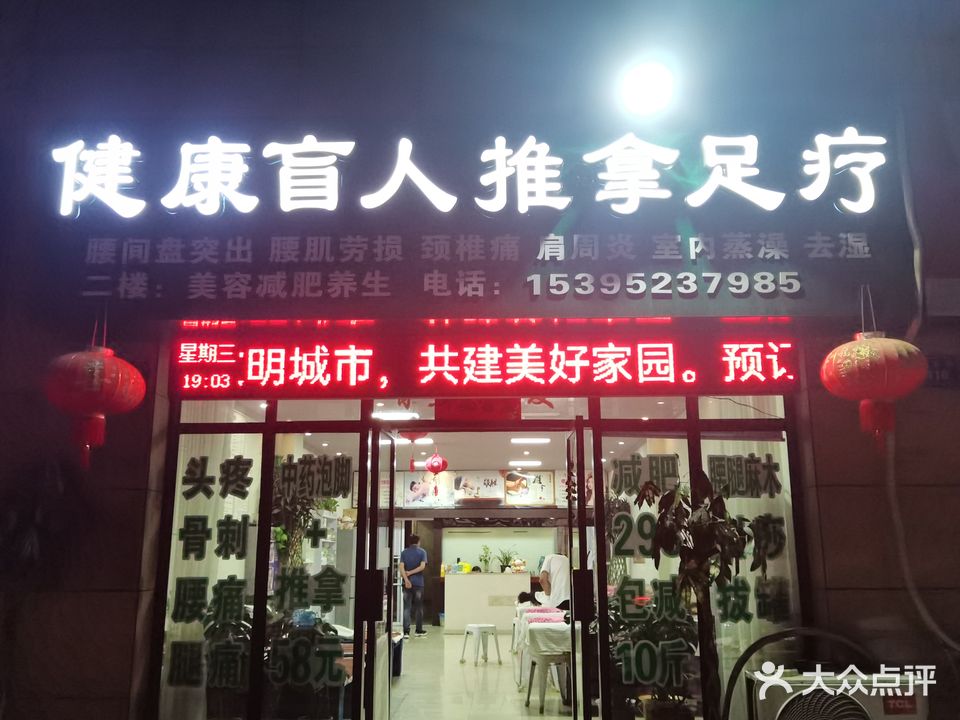 健康盲人推拿足疗
腰间盘突出 腰肌劳损 颈椎痛 肩周炎 室内蒸澡 去湿
二楼：美容减肥养生 电话：15395237985
星期三
19:03
明城市，共建美好家园。预订
头疼
骨刺
腰痛
腿痛
中药泡脚
+
推拿
58元
减肥
包减
10斤
腰腿麻木
拔罐
大众点评
TCL